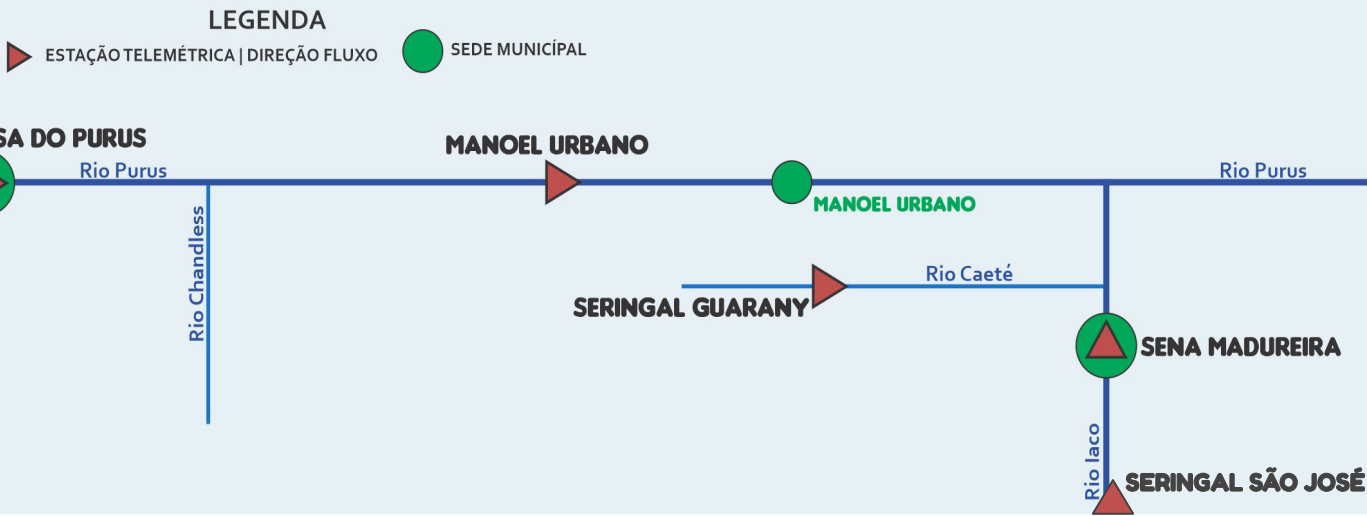 LEGENDA
ESTAÇÃO TELEMÉTRICA | DIREÇÃO FLUXO
SEDE MUNICÍPAL
DO PURUS
Rio Purus
MANOEL URBANO
Rio Purus
MANOEL URBANO
Rio Chandless
Rio Caeté
SERINGAL GUARANY
SENA MADUREIRA
Rio Iaco
SERINGAL SÃO JOSÉ